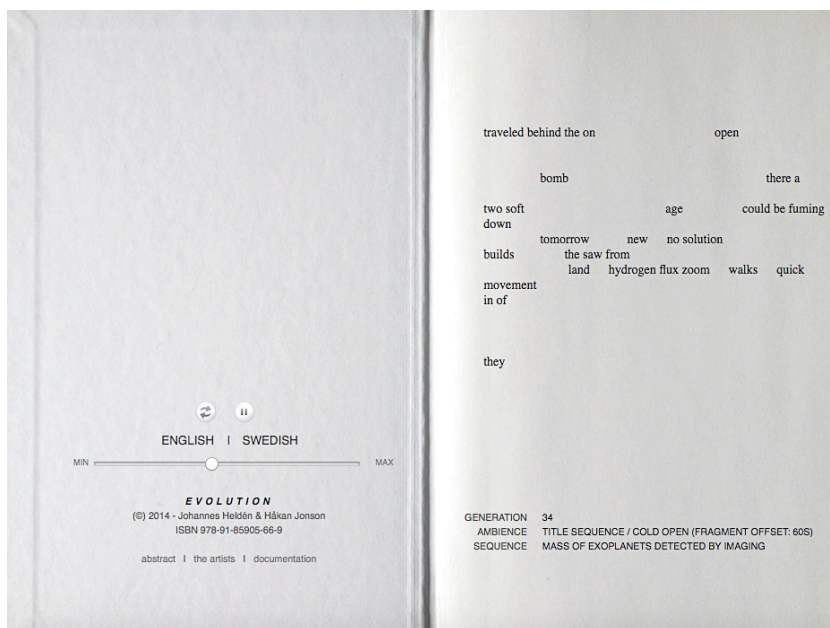 ENGLISH | SWEDISH
MIN MAX
EVOLUTION
(©) 2014 - Johannes Heldén & Håkan Jonson
ISBN 978-91-85905-66-9
abstract | the artists | documentation
traveled behind the on open
bomb there a
two soft age could be fuming
down
tomorrow new no solution
builds the saw from
land hydrogen flux zoom walks quick
movement
in of
they
GENERATION 34
AMBIENCE TITLE SEQUENCE / COLD OPEN (FRAGMENT OFFSET: 60S)
SEQUENCE MASS OF EXOPLANETS DETECTED BY IMAGING